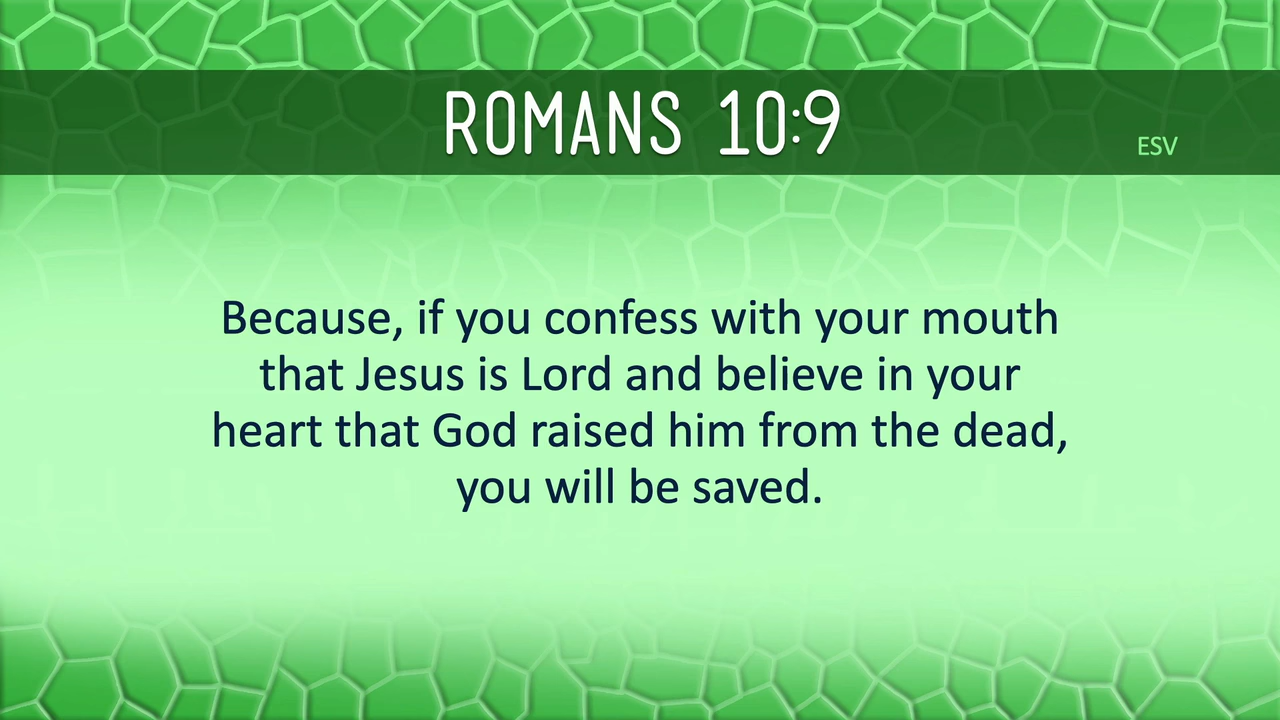 ROMANS 10:9
ESV
Because, if you confess with your mouth
that Jesus is Lord and believe in your
heart that God raised him from the dead,
you will be saved.